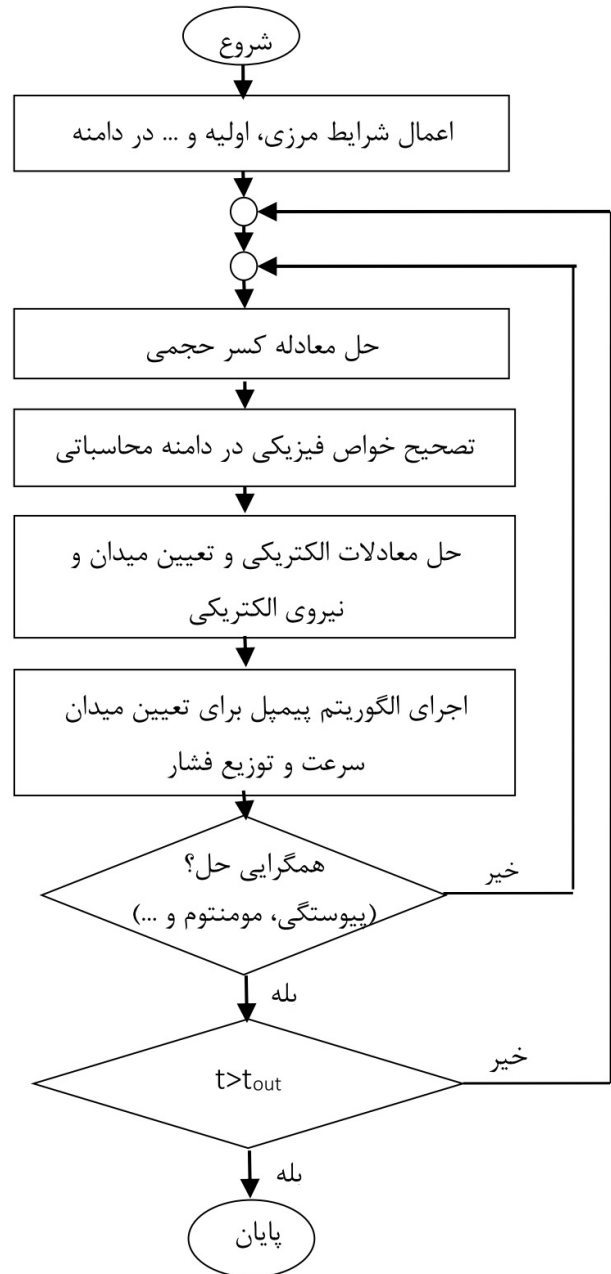 شروع
اعمال شرایط مرزی، اولیه و ... در دامنه
حل معادله کسر حجمی
تصحیح خواص فیزیکی در دامنه محاسباتی
حل معادلات الکتریکی و تعیین میدان و
نیروی الکتریکی
اجرای الگوریتم پیمپل برای تعیین میدان
سرعت و توزیع فشار
همگرایی حل؟
(پیوستگی، مومنتوم و ...)
خیر
بله
t>tout
خیر
بله
پایان